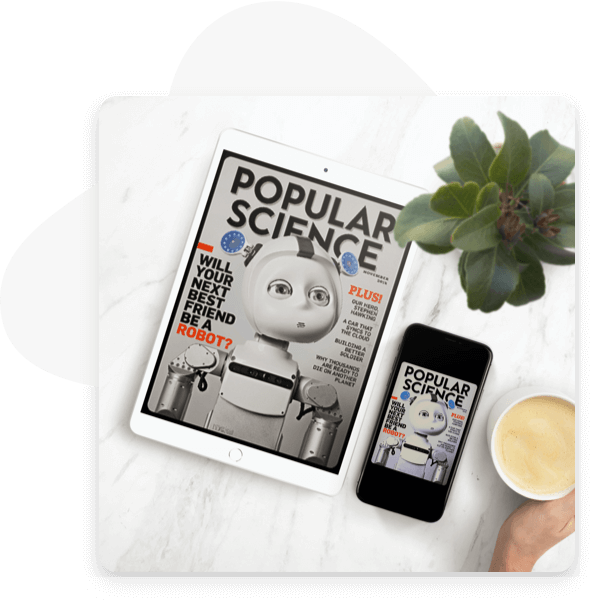 POPULAR
SCIENCE
NOVEMBER
WILL
YOUR
NEXT
BEST
FRIEND
BE A
ROBOT?
PLUS!
OUR HERO,
STEPHEN
HAWKING
A CAR THAT
SYNCS TO
THE CLOUD
BUILDING A
BETTER
SOLDIER
WHY THOUSANDS
ARE READY TO
DIE ON ANOTHER
PLANET
POPULAR
SCIENCE
WILL
YOUR
NEXT
BEST
FRIEND
BE A
ROBOT?
PLUS!